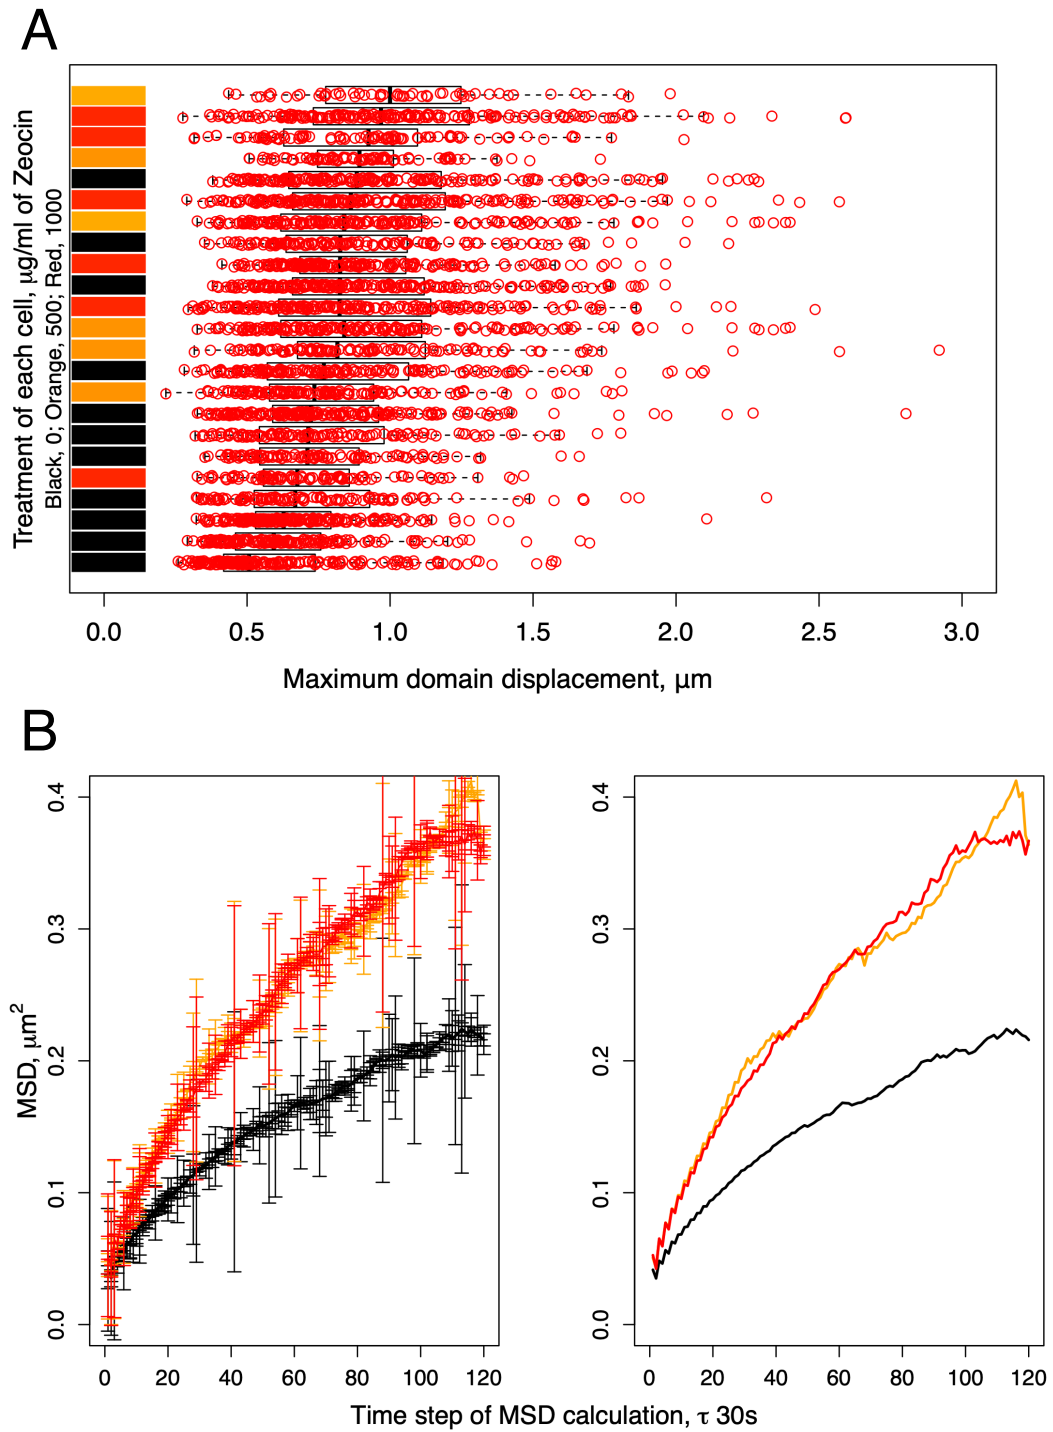 A
Treatment of each cell, µg/ml of Zeocin
Black, 0; Orange, 500; Red, 1000
0.0 0.5 1.0 1.5 2.0 2.5 3.0
Maximum domain displacement, µm
B
MSD, µm²
0.4
0.3
0.2
0.1
0.0
0 20 40 60 80 100 120
0.4
0.3
0.2
0.1
0.0
0 20 40 60 80 100 120
Time step of MSD calculation, τ 30s